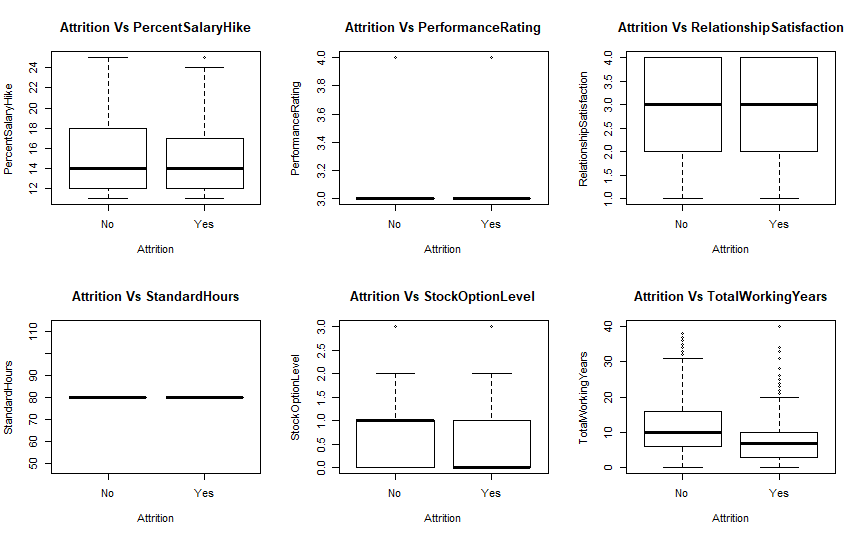 Attrition Vs PercentSalaryHike
PercentSalaryHike
24
22
20
18
16
14
12
No Yes
Attrition
Attrition Vs PerformanceRating
PerformanceRating
4.0
3.8
3.6
3.4
3.2
3.0
No Yes
Attrition
Attrition Vs RelationshipSatisfaction
RelationshipSatisfaction
4.0
3.5
3.0
2.5
2.0
1.5
1.0
No Yes
Attrition
Attrition Vs StandardHours
StandardHours
110
90
80
70
60
50
No Yes
Attrition
Attrition Vs StockOptionLevel
StockOptionLevel
3.0
2.5
2.0
1.5
1.0
0.5
0.0
No Yes
Attrition
Attrition Vs TotalWorkingYears
TotalWorkingYears
40
30
20
10
0
No Yes
Attrition